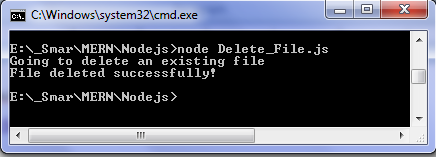 C:\Windows\system32\cmd.exe
E:\_Smar\MERN\Nodejs>node Delete_File.js
Going to delete an existing file
File deleted successfully!
E:\_Smar\MERN\Nodejs>